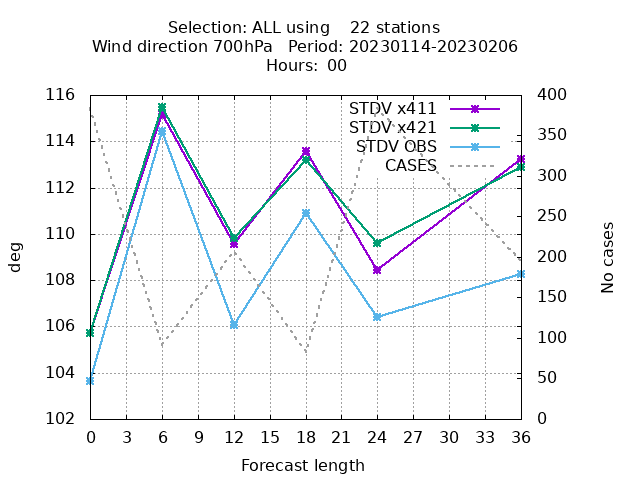 Selection: ALL using    22 stations
Wind direction 700hPa   Period: 20230114-20230206
Hours: 00
116
114
112
110
108
106
104
102
400
350
300
250
200
150
100
50
0
deg
No cases
STDV x411
STDV x421
STDV OBS
CASES
0 3 6 9 12 15 18 21 24 27 30 33 36
Forecast length